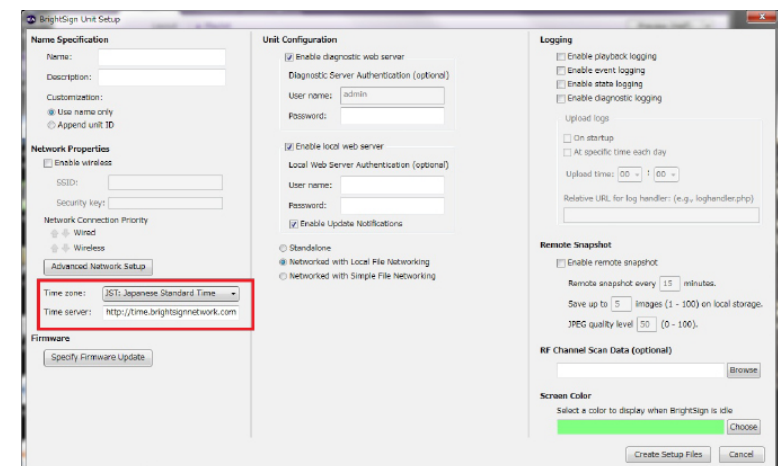 BrightSign Unit Setup
Name Specification
Name:
Description:
Customization:
Use name only
Append unit ID
Network Properties
Enable wireless
SSID:
Security key:
Network Connection Priority
Wired
Wireless
Advanced Network Setup
Time zone: JST: Japanese Standard Time
Time server: http://time.brightsignnetwork.com
Firmware
Specify Firmware Update
Unit Configuration
Enable diagnostic web server
Diagnostic Server Authentication (optional)
User name: admin
Password:
Enable local web server
Local Web Server Authentication (optional)
User name:
Password:
Enable Update Notifications
Standalone
Networked with Local File Networking
Networked with Simple File Networking
Logging
Enable playback logging
Enable event logging
Enable state logging
Enable diagnostic logging
Upload logs
On startup
At specific time each day
Upload time: 00 : 00
Relative URL for log handler: (e.g., loghandler.php)
Remote Snapshot
Enable remote snapshot
Remote snapshot every 15 minutes.
Save up to 5 images (1 - 100) on local storage.
JPEG quality level 50 (0 - 100).
RF Channel Scan Data (optional)
Browse
Screen Color
Select a color to display when BrightSign is idle
Choose
Create Setup Files Cancel